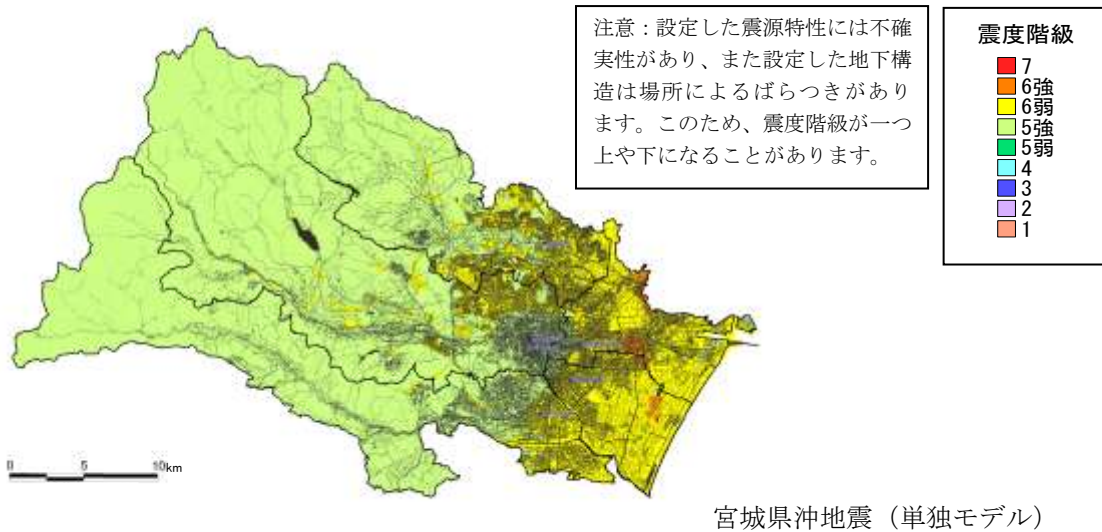 注意：設定した震源特性には不確
実性があり、また設定した地下構
造は場所によるばらつきがあり
ます。このため、震度階級が一つ
上や下になることがあります。
震度階級
7
6強
6弱
5強
5弱
4
3
2
1
0 5 10km
宮城県沖地震（単独モデル）